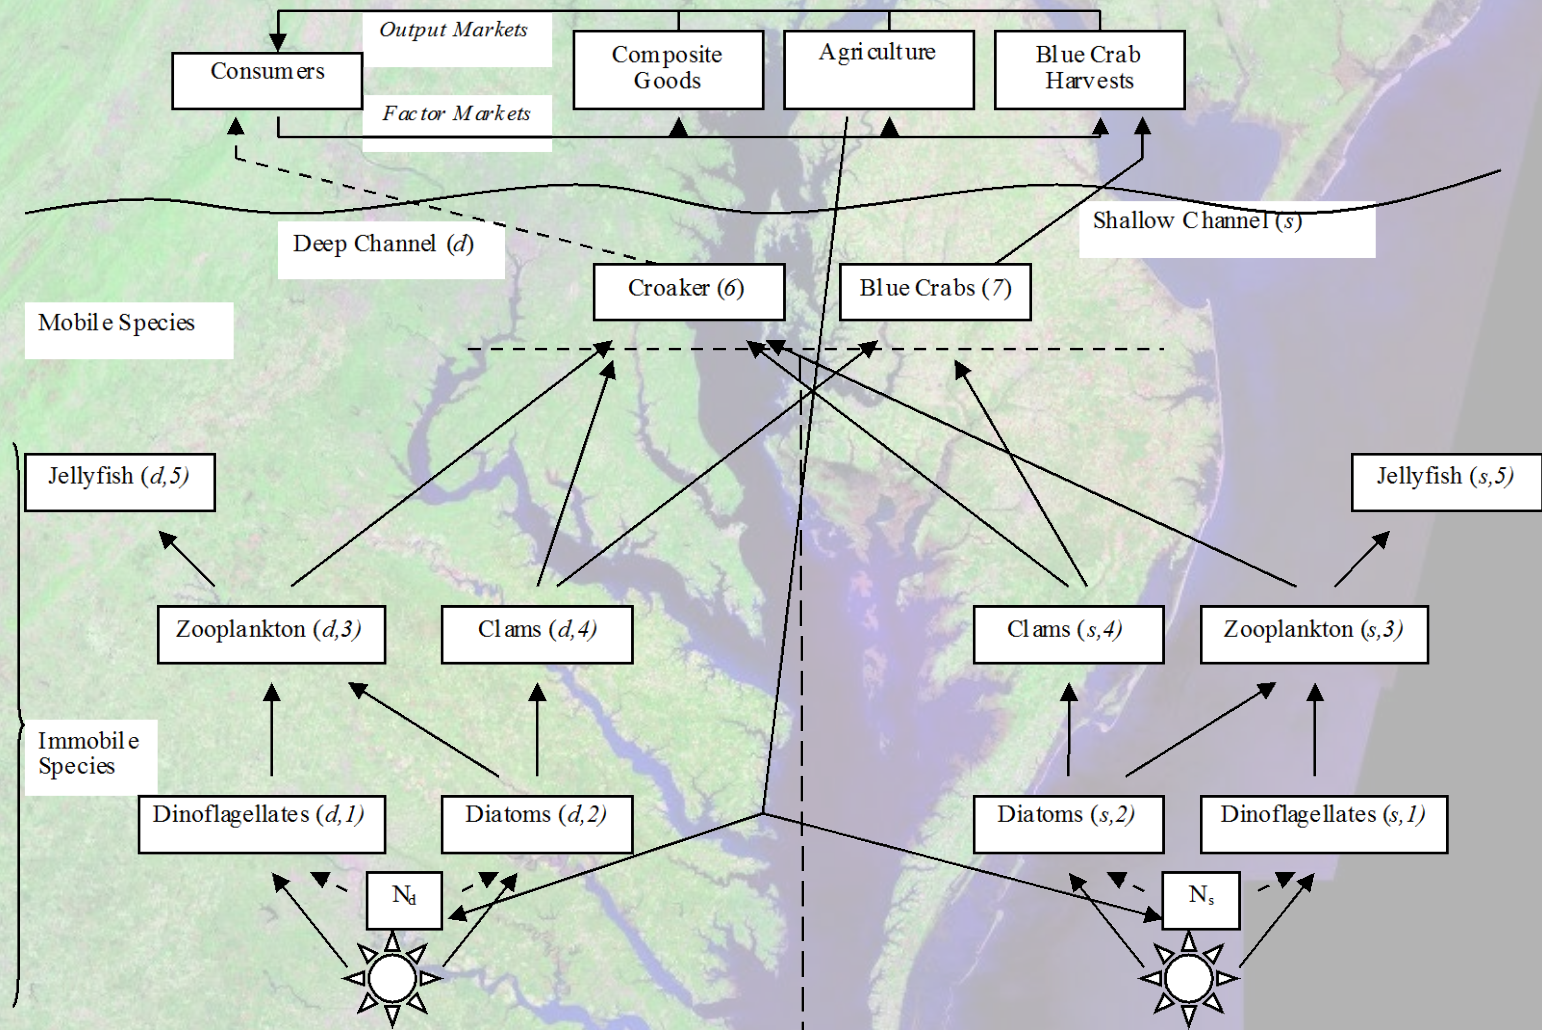 Output Markets
Consumers
Composite
Goods
Agriculture
Blue Crab
Harvests
Factor Markets
Deep Channel (d)
Shallow Channel (s)
Croaker (6)
Blue Crabs (7)
Mobile Species
Jellyfish (d,5)
Jellyfish (s,5)
Zooplankton (d,3)
Clams (d,4)
Clams (s,4)
Zooplankton (s,3)
Immobile
Species
Dinoflagellates (d,1)
Diatoms (d,2)
Diatoms (s,2)
Dinoflagellates (s,1)
Nd
Ns